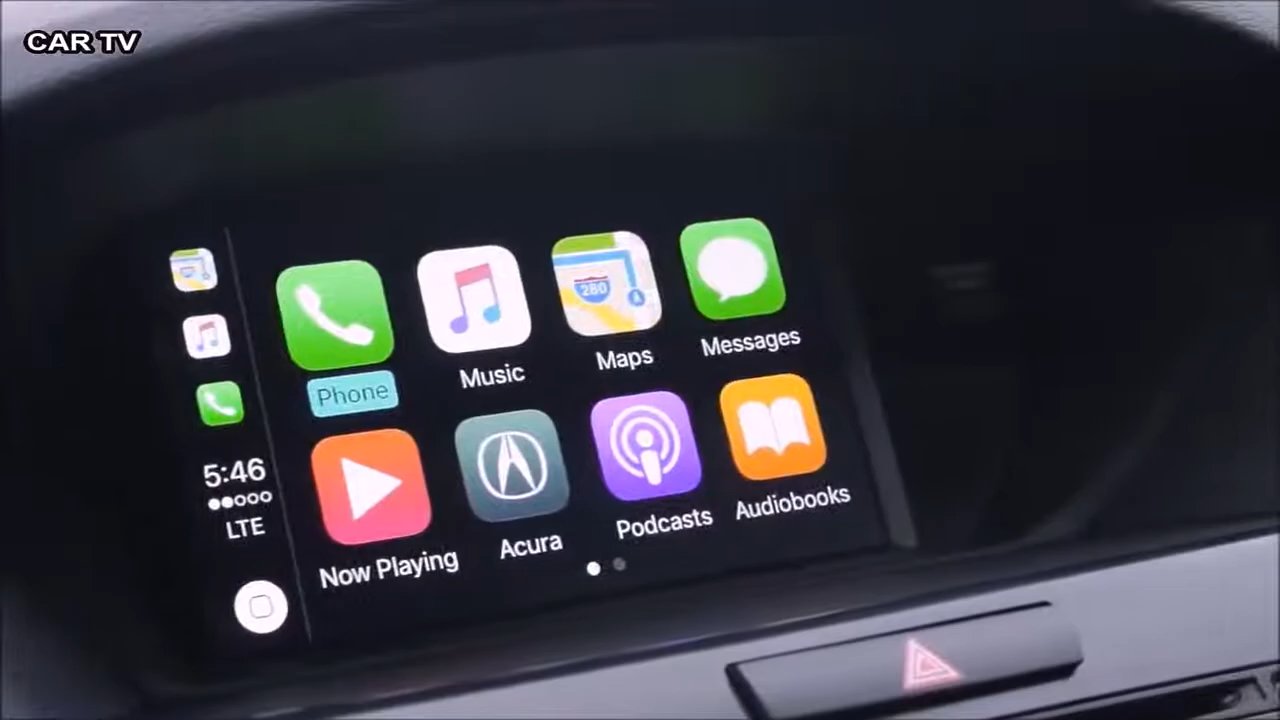 CAR TV
Phone
Music
Maps
280
Messages
Now Playing
Acura
Podcasts
Audiobooks
5:46
LTE